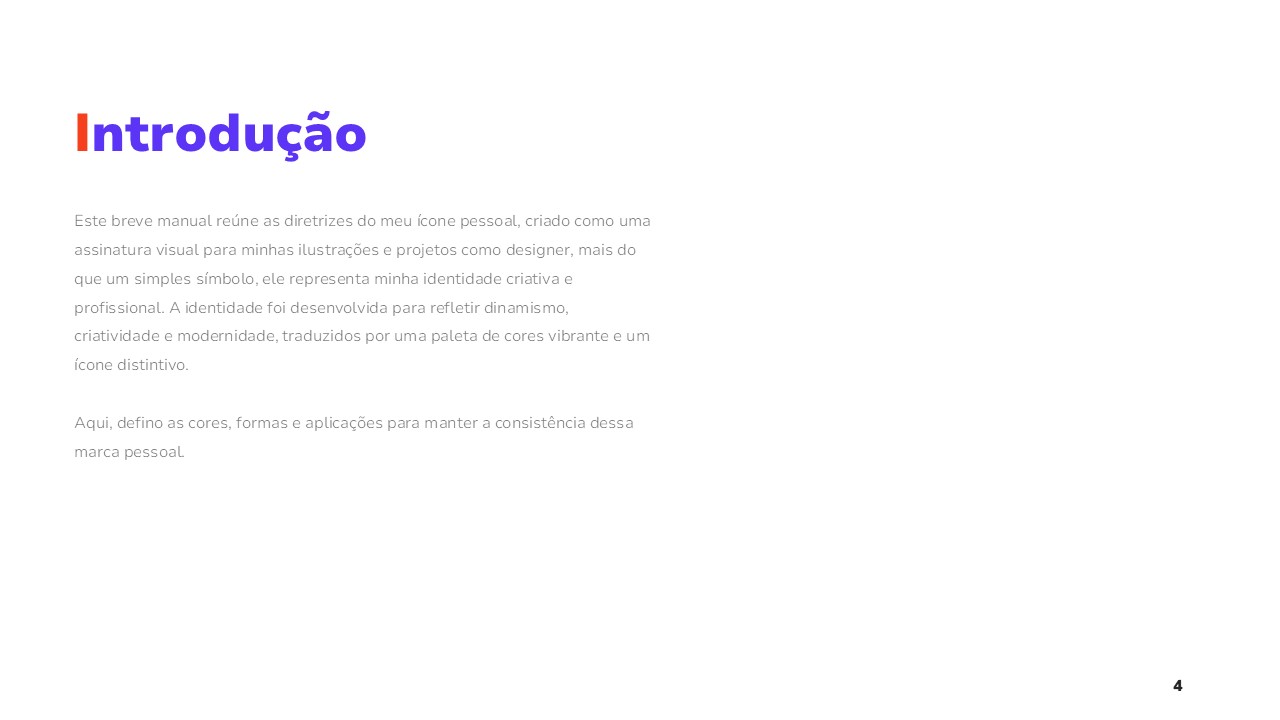 Introdução
Este breve manual reúne as diretrizes do meu ícone pessoal, criado como uma
assinatura visual para minhas ilustrações e projetos como designer, mais do
que um simples símbolo, ele representa minha identidade criativa e
profissional. A identidade foi desenvolvida para refletir dinamismo,
criatividade e modernidade, traduzidos por uma paleta de cores vibrante e um
ícone distintivo.
Aqui, defino as cores, formas e aplicações para manter a consistência dessa
marca pessoal.
4